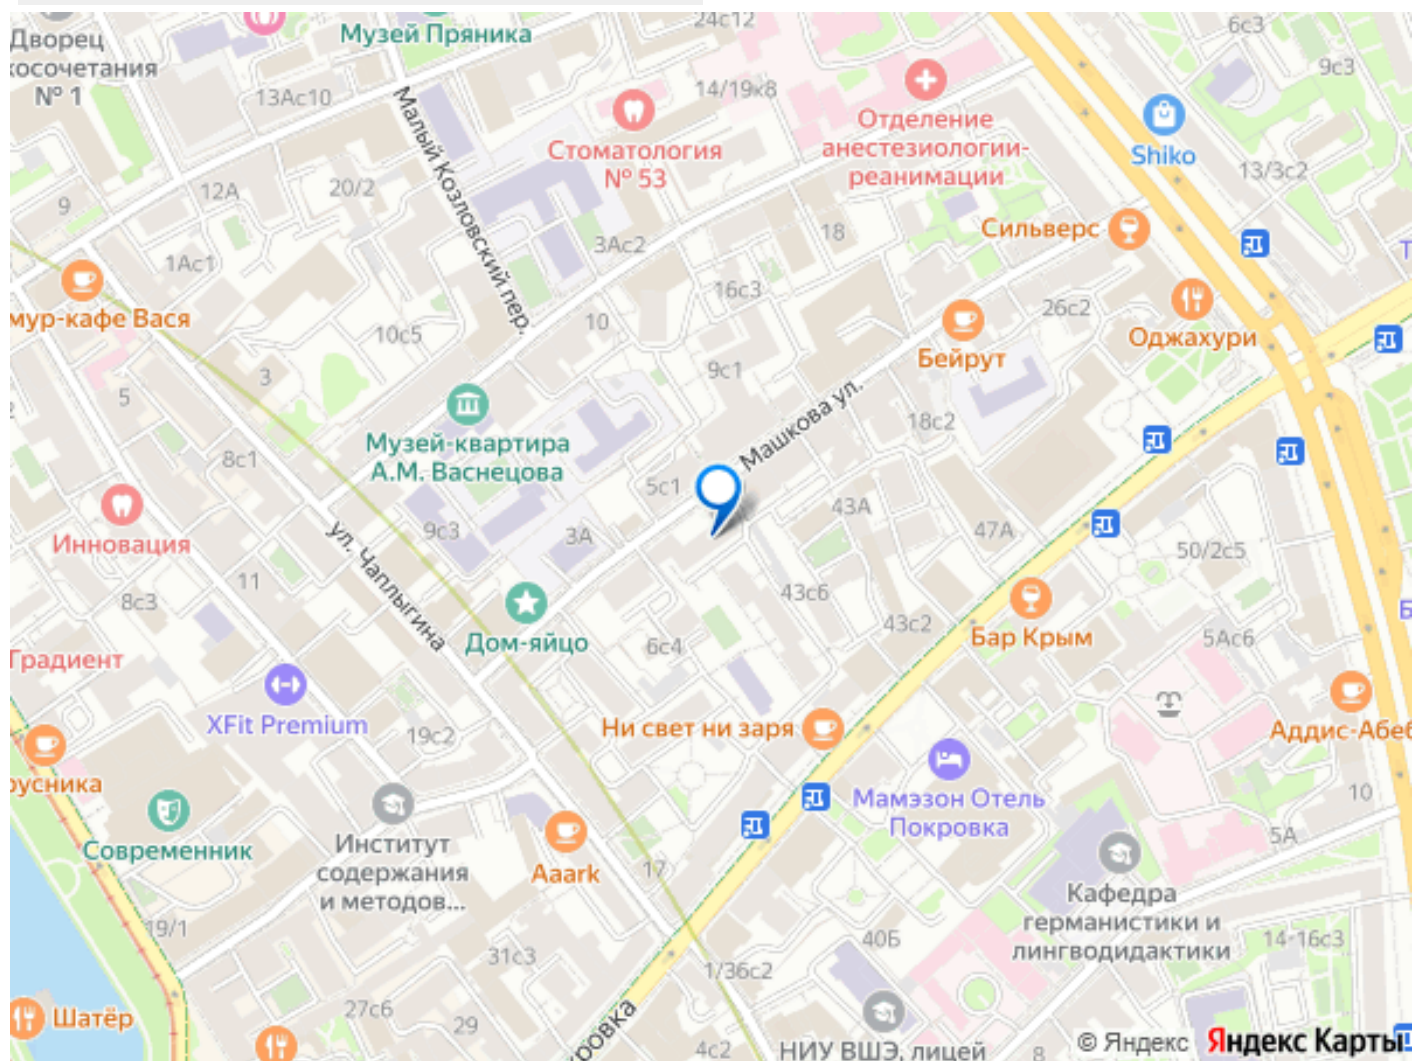 24с12
6с3
Музей Пряника
Дворец
косочетания
№ 1
9с3
13Ас10
14/19к8
Отделение
анестезиологии-
реанимации
Малый Козловский пер.
Стоматология
№ 53
Shiko
13/3с2
9
12А
20/2
3Ас2
18
Сильверс
1Ас1
16с3
мур-кафе Вася
10с5
10
26с2
Оджахури
Бейрут
9с1
3
5
Музей-квартира
А.М. Васнецова
Машкова ул.
18с2
8с1
5с1
43А
47А
Инновация
9с3
3А
50/2с5
ул. Чаплыгина
11
8с3
43с6
43с2
Дом-яйцо
6с4
Бар Крым
5Ас6
Градиент
XFit Premium
19с2
Ни свет ни заря
Аддис-Абеб
русника
Мамэзон Отель
Покровка
10
Современник
Институт
содержания
и методов...
Aaark
17
5А
Кафедра
германистики и
лингводидактики
19/1
31с3
40Б
14-16с3
1/36с2
27с6
29
Шатёр
ровка
4с2
НИУ ВШЭ, лицей
8
© Яндекс Яндекс Карты